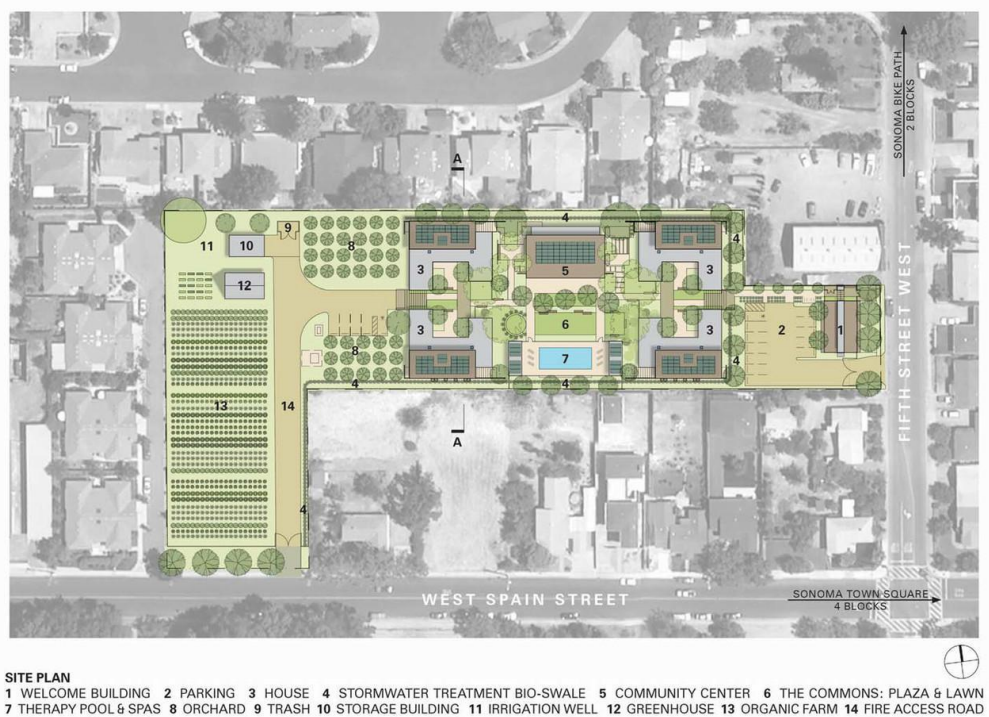 A
SONOMA BIKE PATH
2 BLOCKS
4
9
11
10
8
4
3
5
3
12
6
2
1
3
3
8
7
4
4
4
FIFTH STREET WEST
13
14
A
4
WEST SPAIN STREET
SONOMA TOWN SQUARE
4 BLOCKS
SITE PLAN
1 WELCOME BUILDING 2 PARKING 3 HOUSE 4 STORMWATER TREATMENT BIO-SWALE 5 COMMUNITY CENTER 6 THE COMMONS: PLAZA & LAWN
7 THERAPY POOL & SPAS 8 ORCHARD 9 TRASH 10 STORAGE BUILDING 11 IRRIGATION WELL 12 GREENHOUSE 13 ORGANIC FARM 14 FIRE ACCESS ROAD